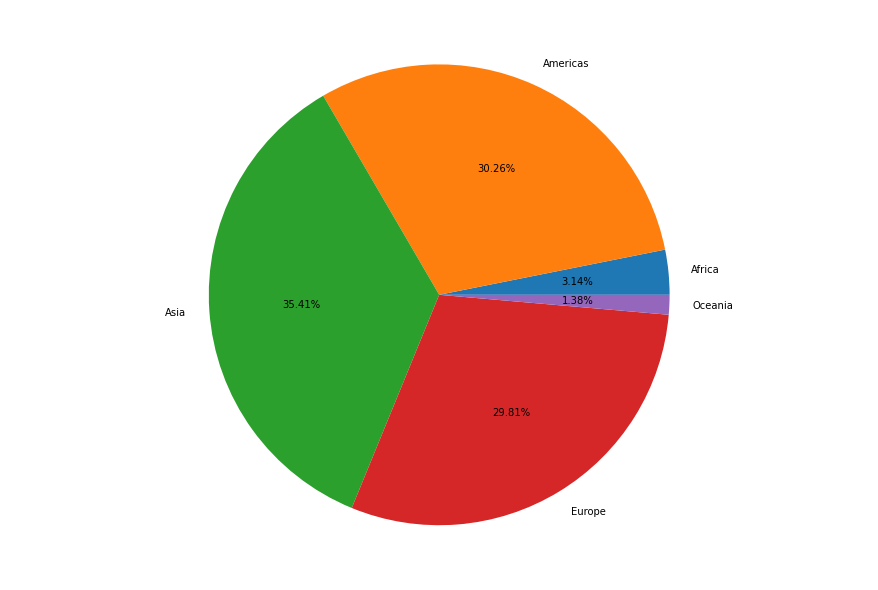 Americas
30.26%
Africa
3.14%
1.38%
Oceania
35.41%
Asia
29.81%
Europe